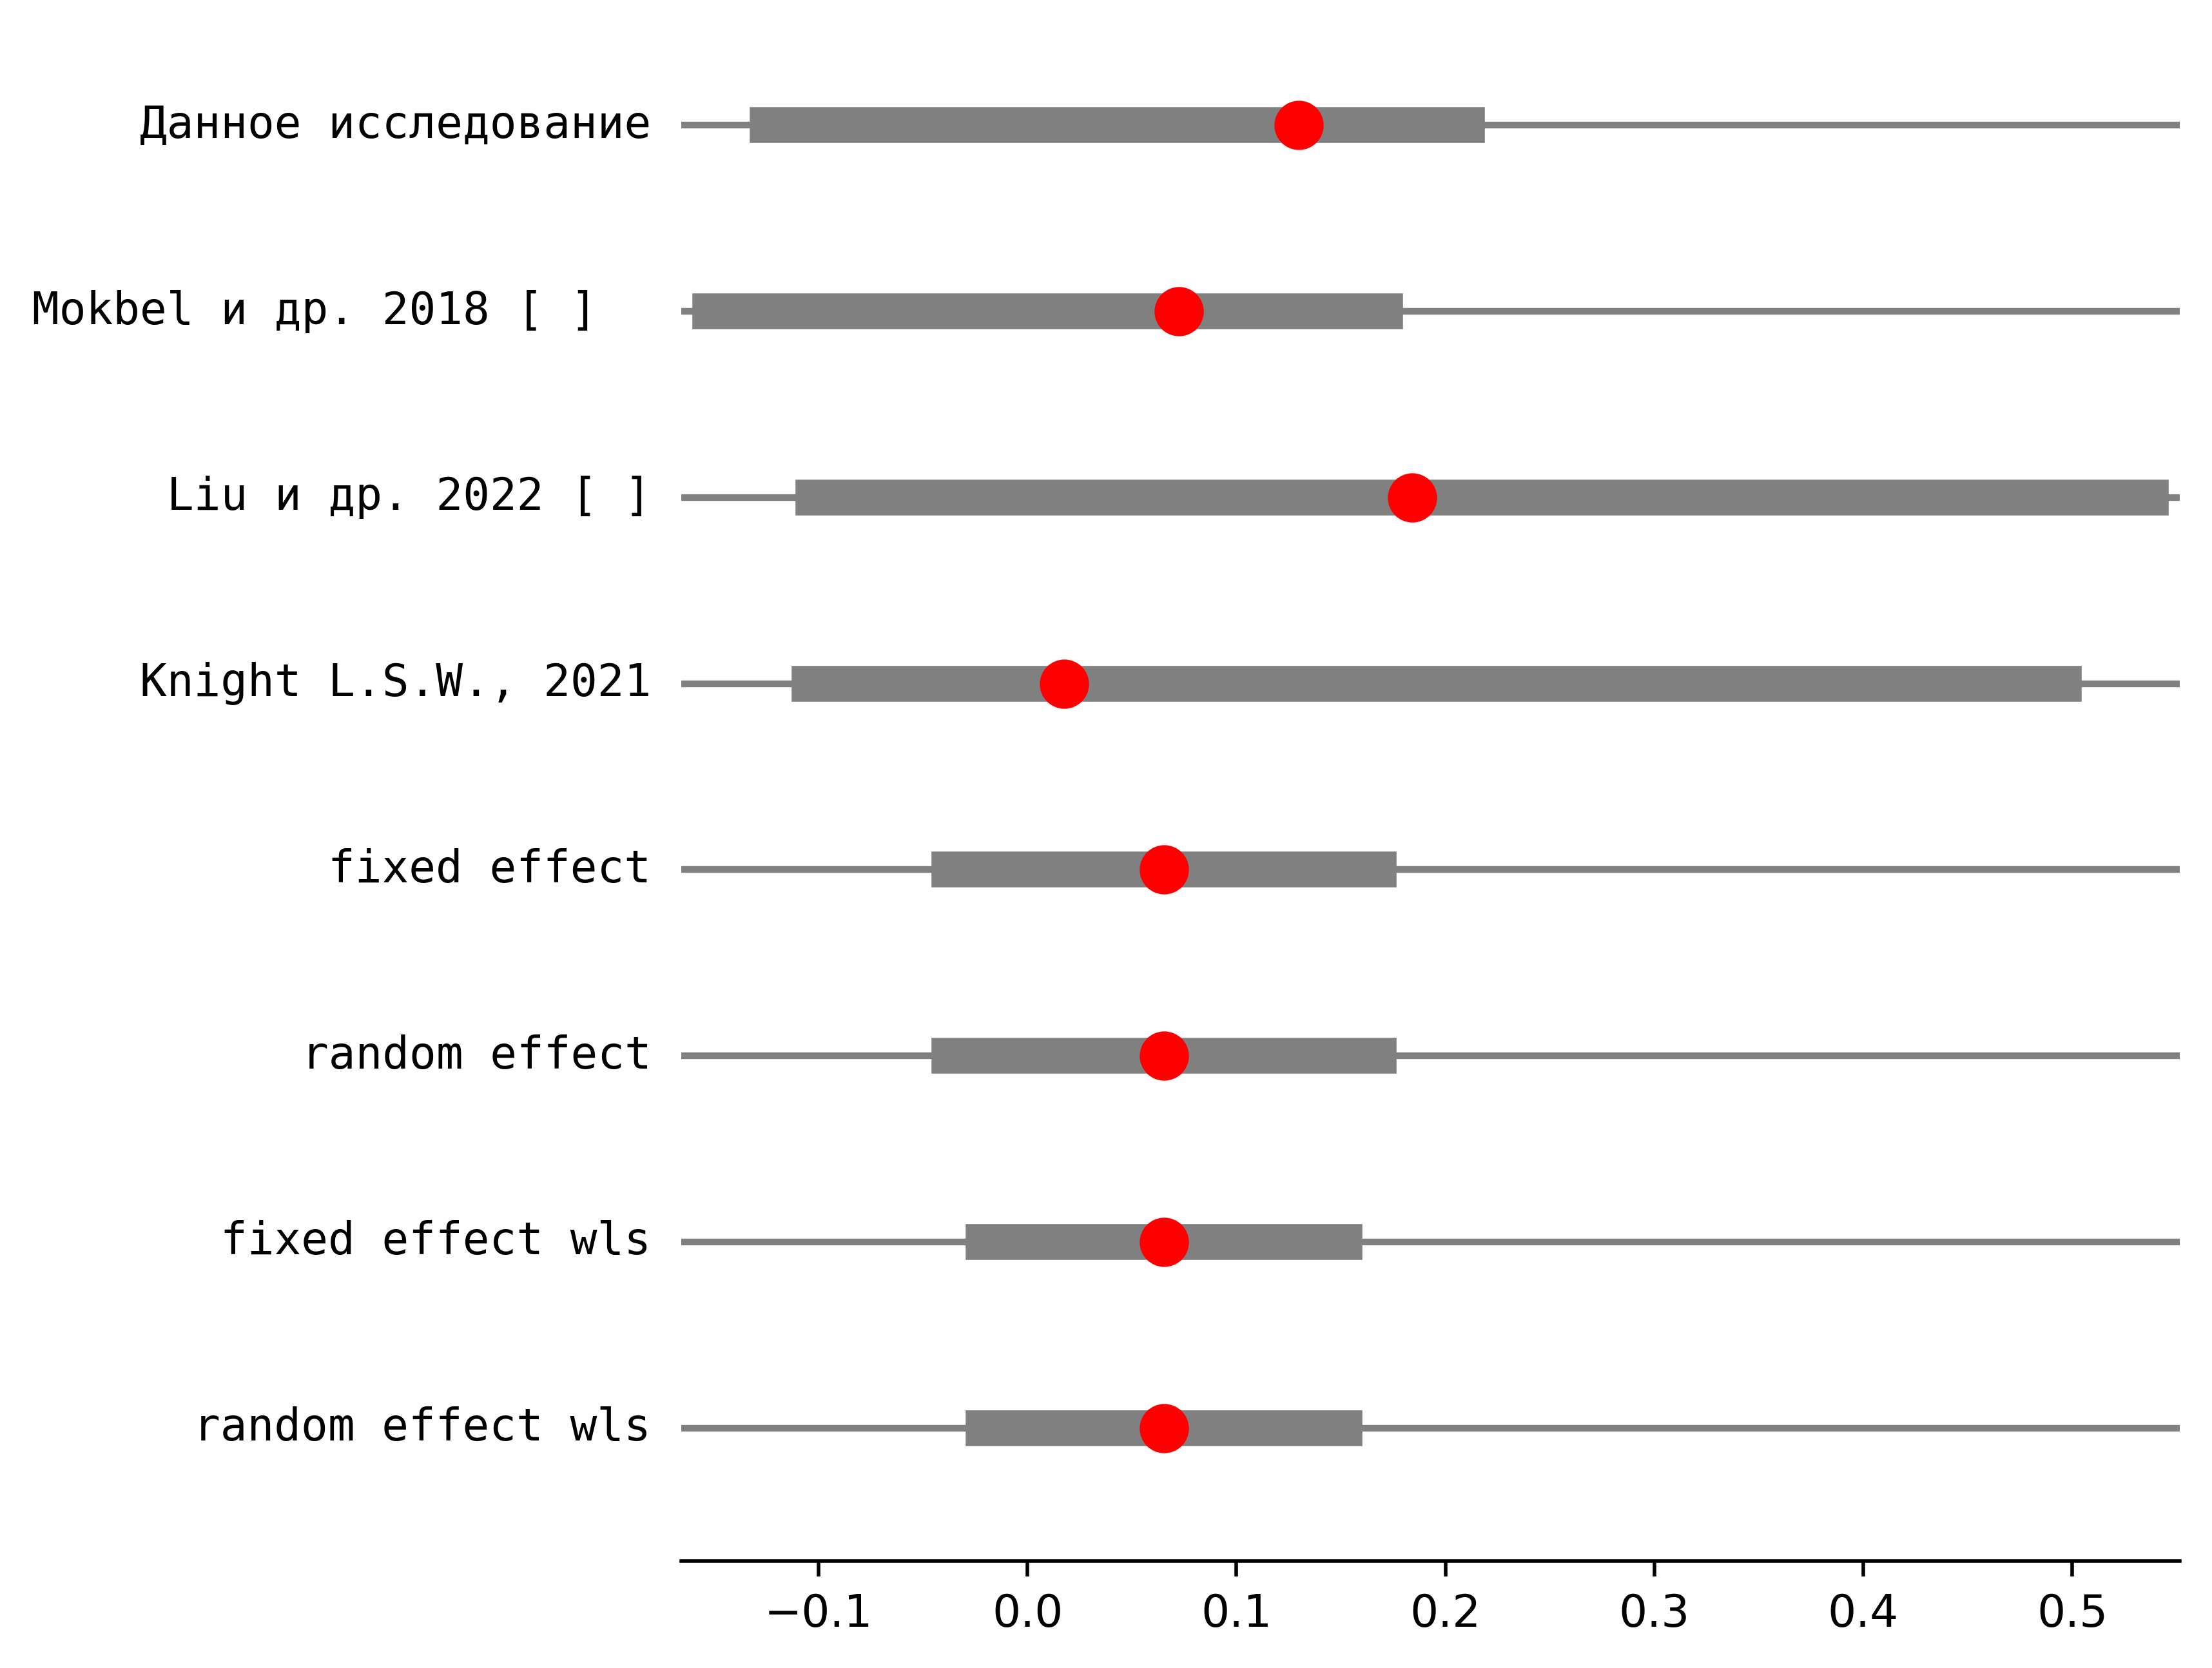 Данное исследование
Mokbel и др. 2018 [ ]
Liu и др. 2022 [ ]
Knight L.S.W., 2021
fixed effect
random effect
fixed effect wls
random effect wls
−0.1 0.0 0.1 0.2 0.3 0.4 0.5